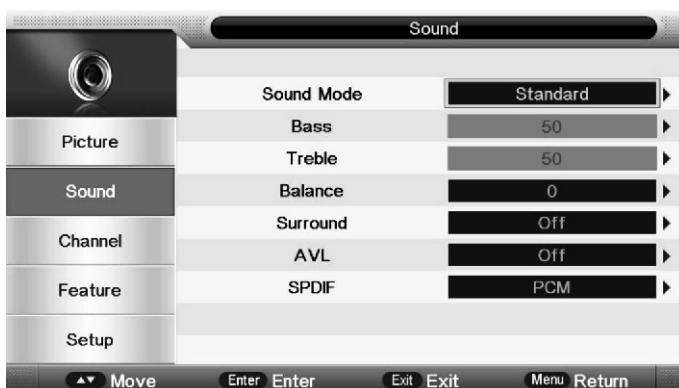 Sound
Picture
Sound
Channel
Feature
Setup
Sound Mode Standard
Bass 50
Treble 50
Balance 0
Surround Off
AVL Off
SPDIF PCM
Move Enter Enter Exit Exit Menu Return